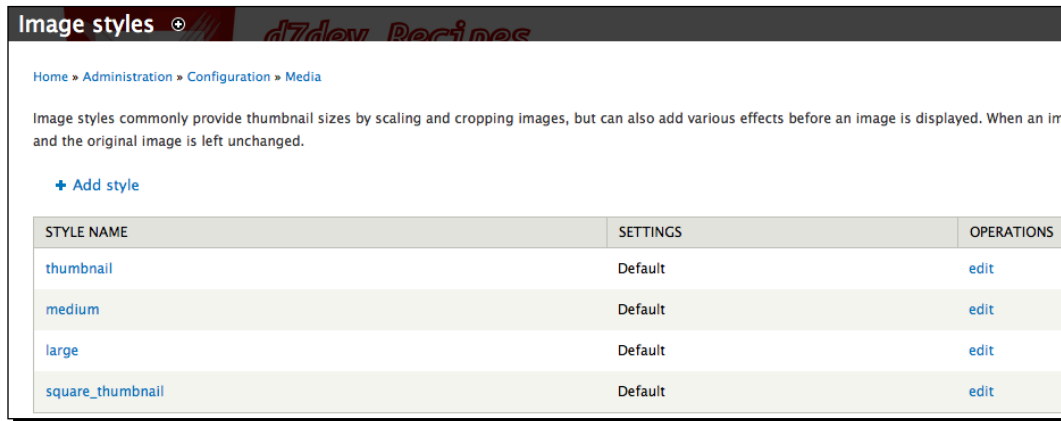 Image styles
d7dev Recipes
Home » Administration » Configuration » Media
Image styles commonly provide thumbnail sizes by scaling and cropping images, but can also add various effects before an image is displayed. When an
and the original image is left unchanged.
+ Add style
STYLE NAME SETTINGS OPERATIONS
thumbnail Default edit
medium Default edit
large Default edit
square_thumbnail Default edit